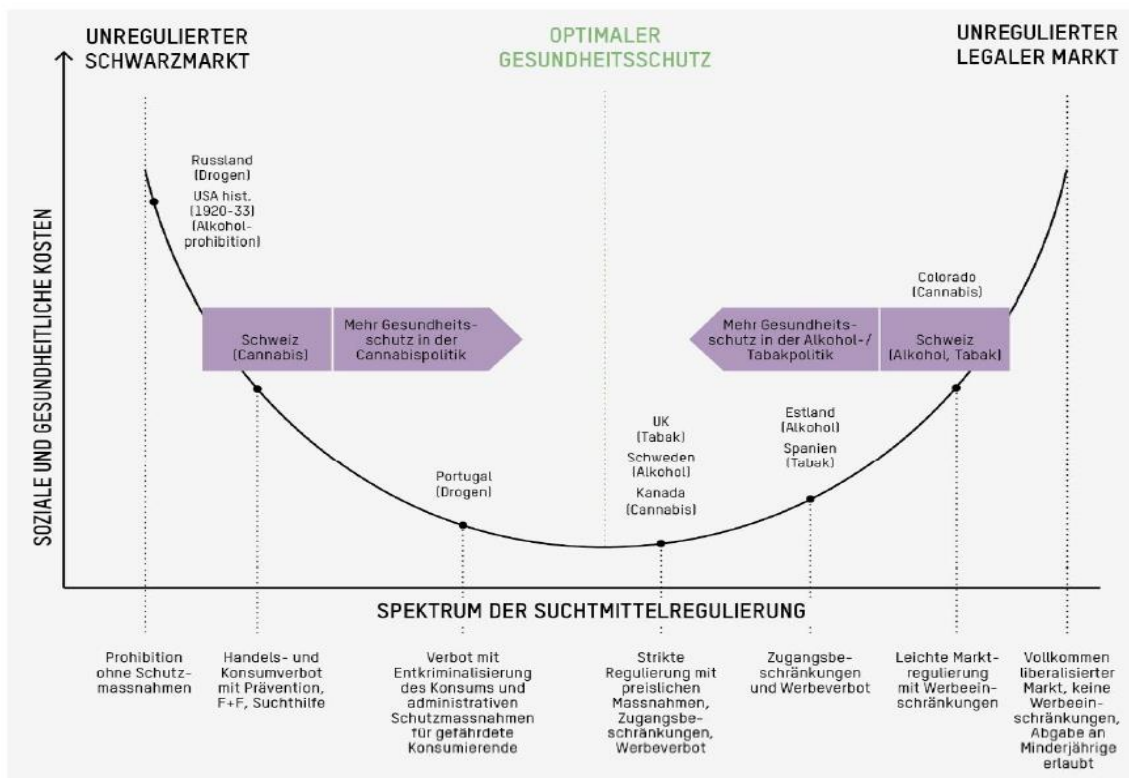 UNREGULIERTER
SCHWARZMARKT
OPTIMALER
GESUNDHEITSSCHUTZ
UNREGULIERTER
LEGALER MARKT
SOZIALE UND GESUNDHEITLICHE KOSTEN
Russland
(Drogen)
USA hist.
(1920-33)
(Alkohol-
prohibition)
Schweiz
(Cannabis)
Mehr Gesundheits-
schutz in der
Cannabispolitik
Mehr Gesundheits-
schutz in der Alkohol-/
Tabakpolitik
Colorado
(Cannabis)
Schweiz
(Alkohol, Tabak)
Portugal
(Drogen)
UK
(Tabak)
Schweden
(Alkohol)
Kanada
(Cannabis)
Estland
(Alkohol)
Spanien
(Tabak)
SPEKTRUM DER SUCHTMITTELREGULIERUNG
Prohibition
ohne Schutz-
massnahmen
Handels- und
Konsumverbot
mit Prävention,
F+F, Suchthilfe
Verbot mit
Entkriminalisierung
des Konsums und
administrativen
Schutzmassnahmen
für gefährdete
Konsumierende
Strikte
Regulierung mit
preislichen
Massnahmen,
Zugangsbe-
schränkungen,
Werbeverbot
Zugangsbe-
schränkungen
und Werbeverbot
Leichte Markt-
regulierung
mit Werbeein-
schränkungen
Vollkommen
liberalisierter
Markt, keine
Werbeein-
schränkungen,
Abgabe an
Minderjährige
erlaubt